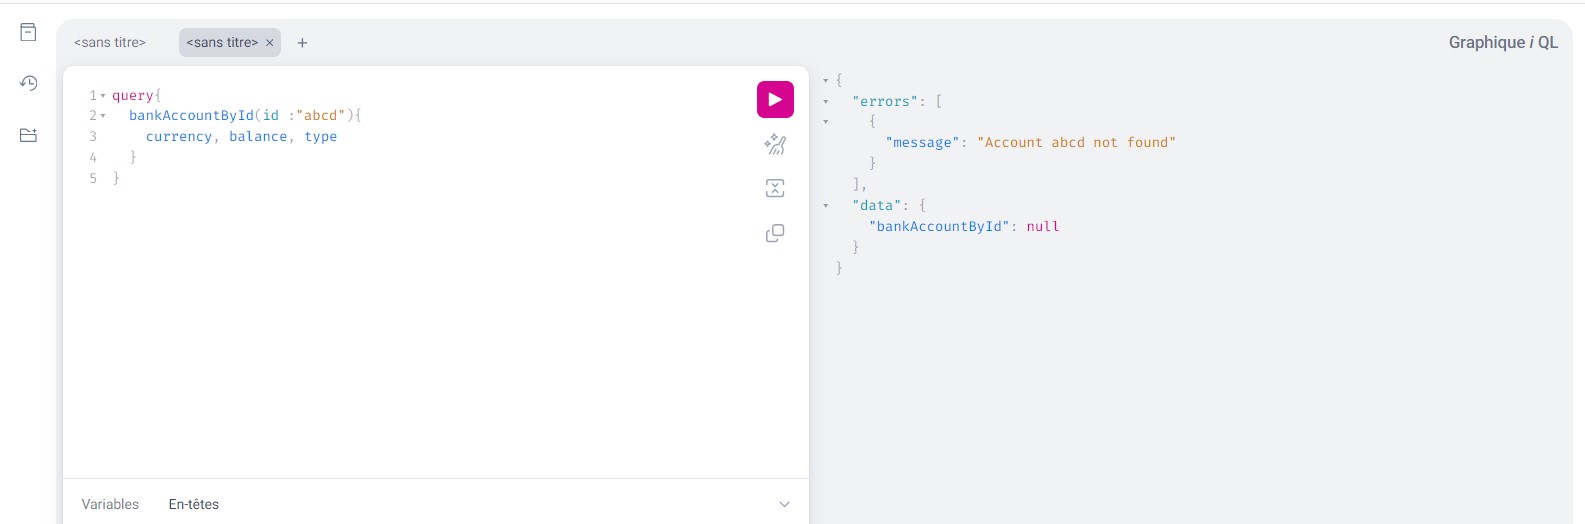 <sans titre>
<sans titre> × +
Graphique i QL
1 query{
2 bankAccountById(id :"abcd"){
3 currency, balance, type
4 }
5 }
{
"errors": [
{
"message": "Account abcd not found"
}
],
"data": {
"bankAccountById": null
}
}
Variables
En-têtes